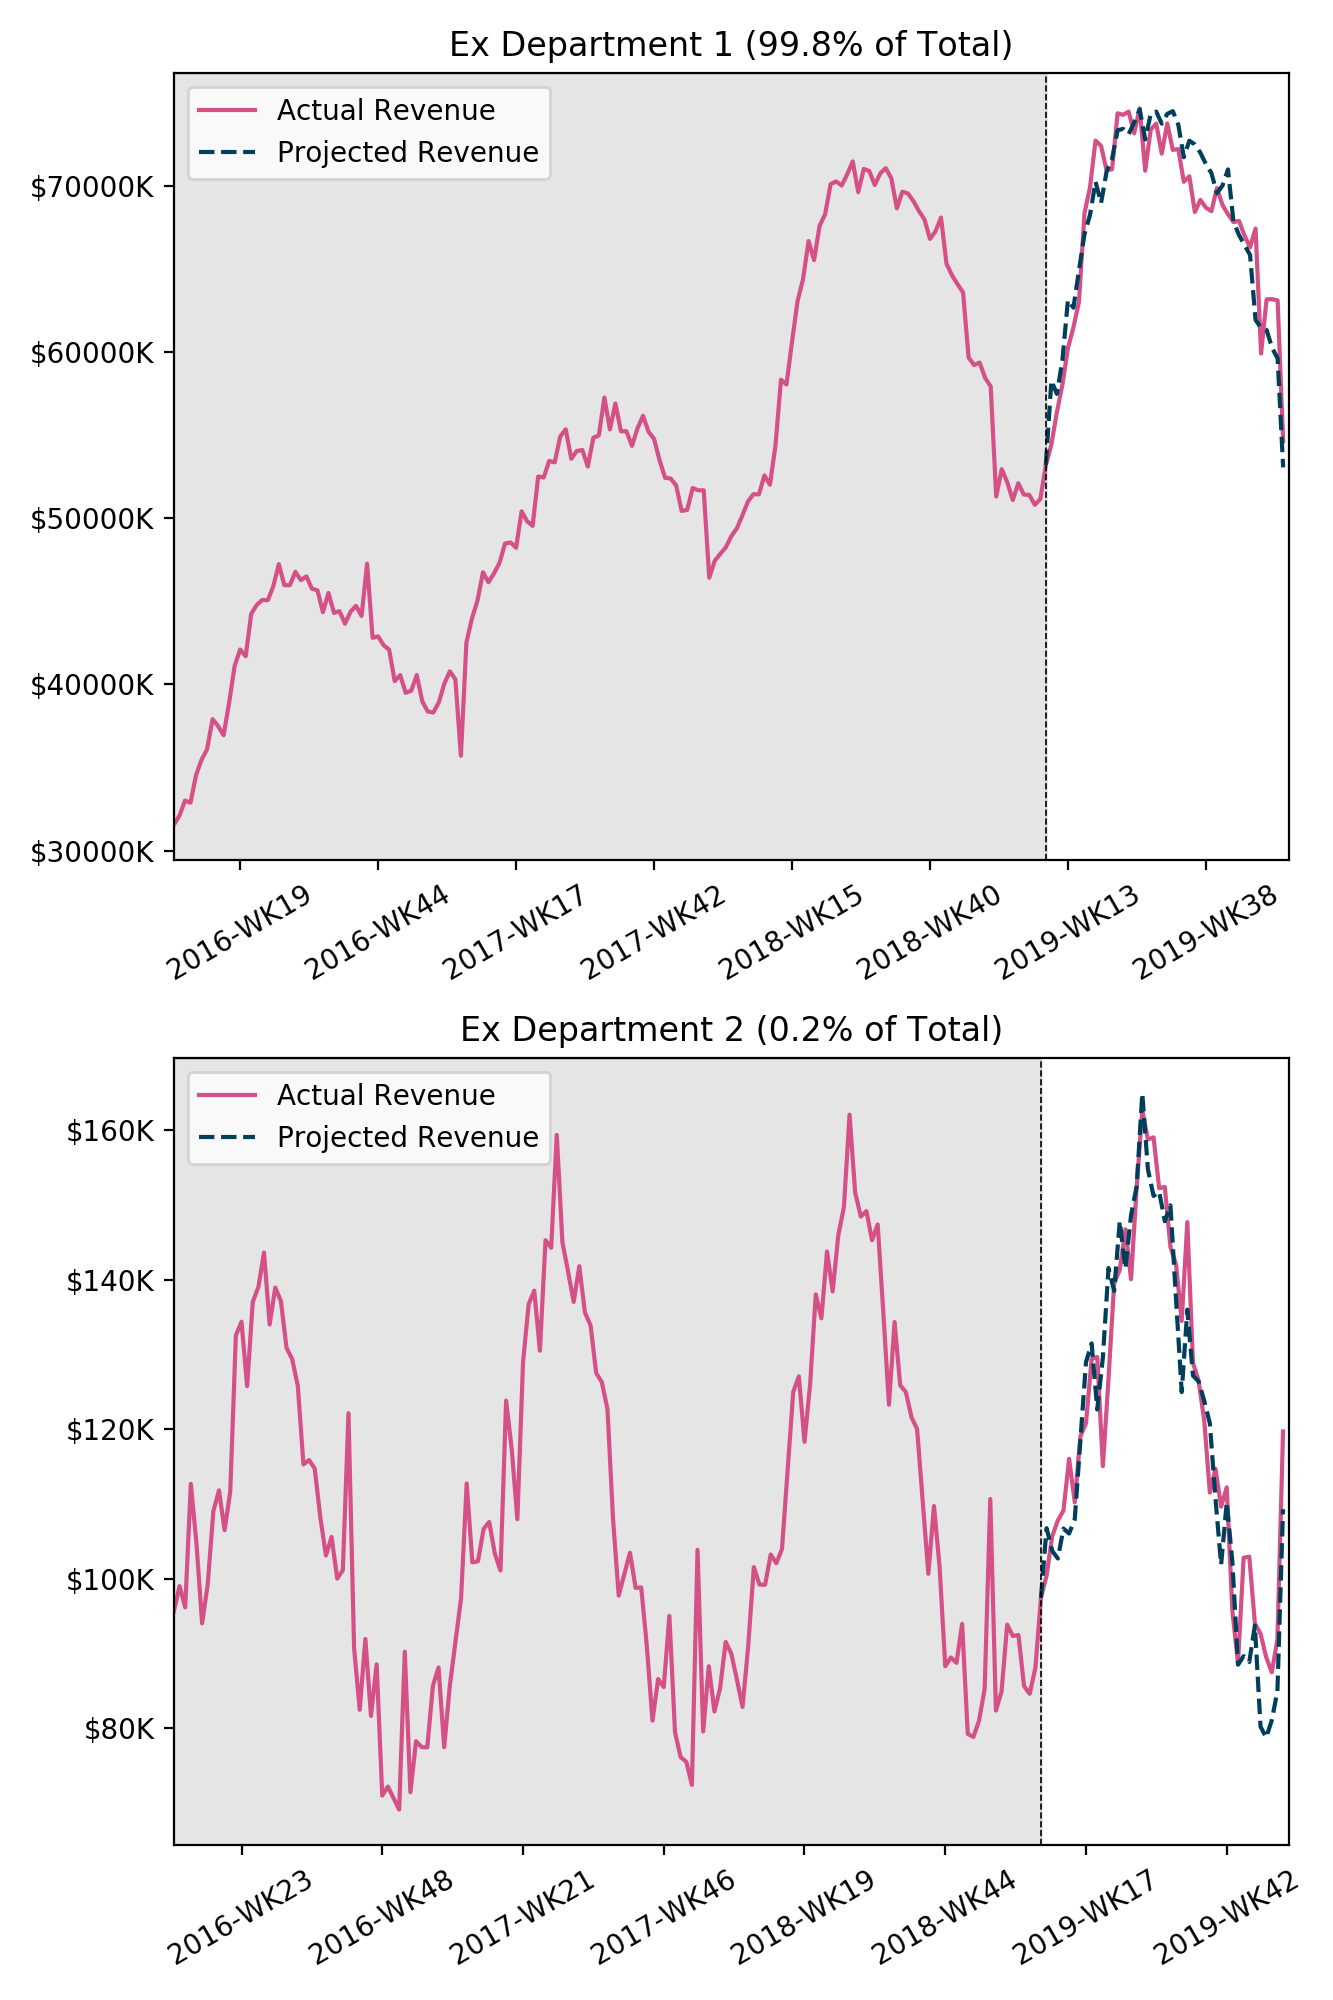 Ex Department 1 (99.8% of Total)
Actual Revenue
Projected Revenue
$70000K
$60000K
$50000K
$40000K
$30000K
2016-WK19
2016-WK44
2017-WK17
2017-WK42
2018-WK15
2018-WK40
2019-WK13
2019-WK38
Ex Department 2 (0.2% of Total)
Actual Revenue
Projected Revenue
$160K
$140K
$120K
$100K
$80K
2016-WK23
2016-WK48
2017-WK21
2017-WK46
2018-WK19
2018-WK44
2019-WK17
2019-WK42